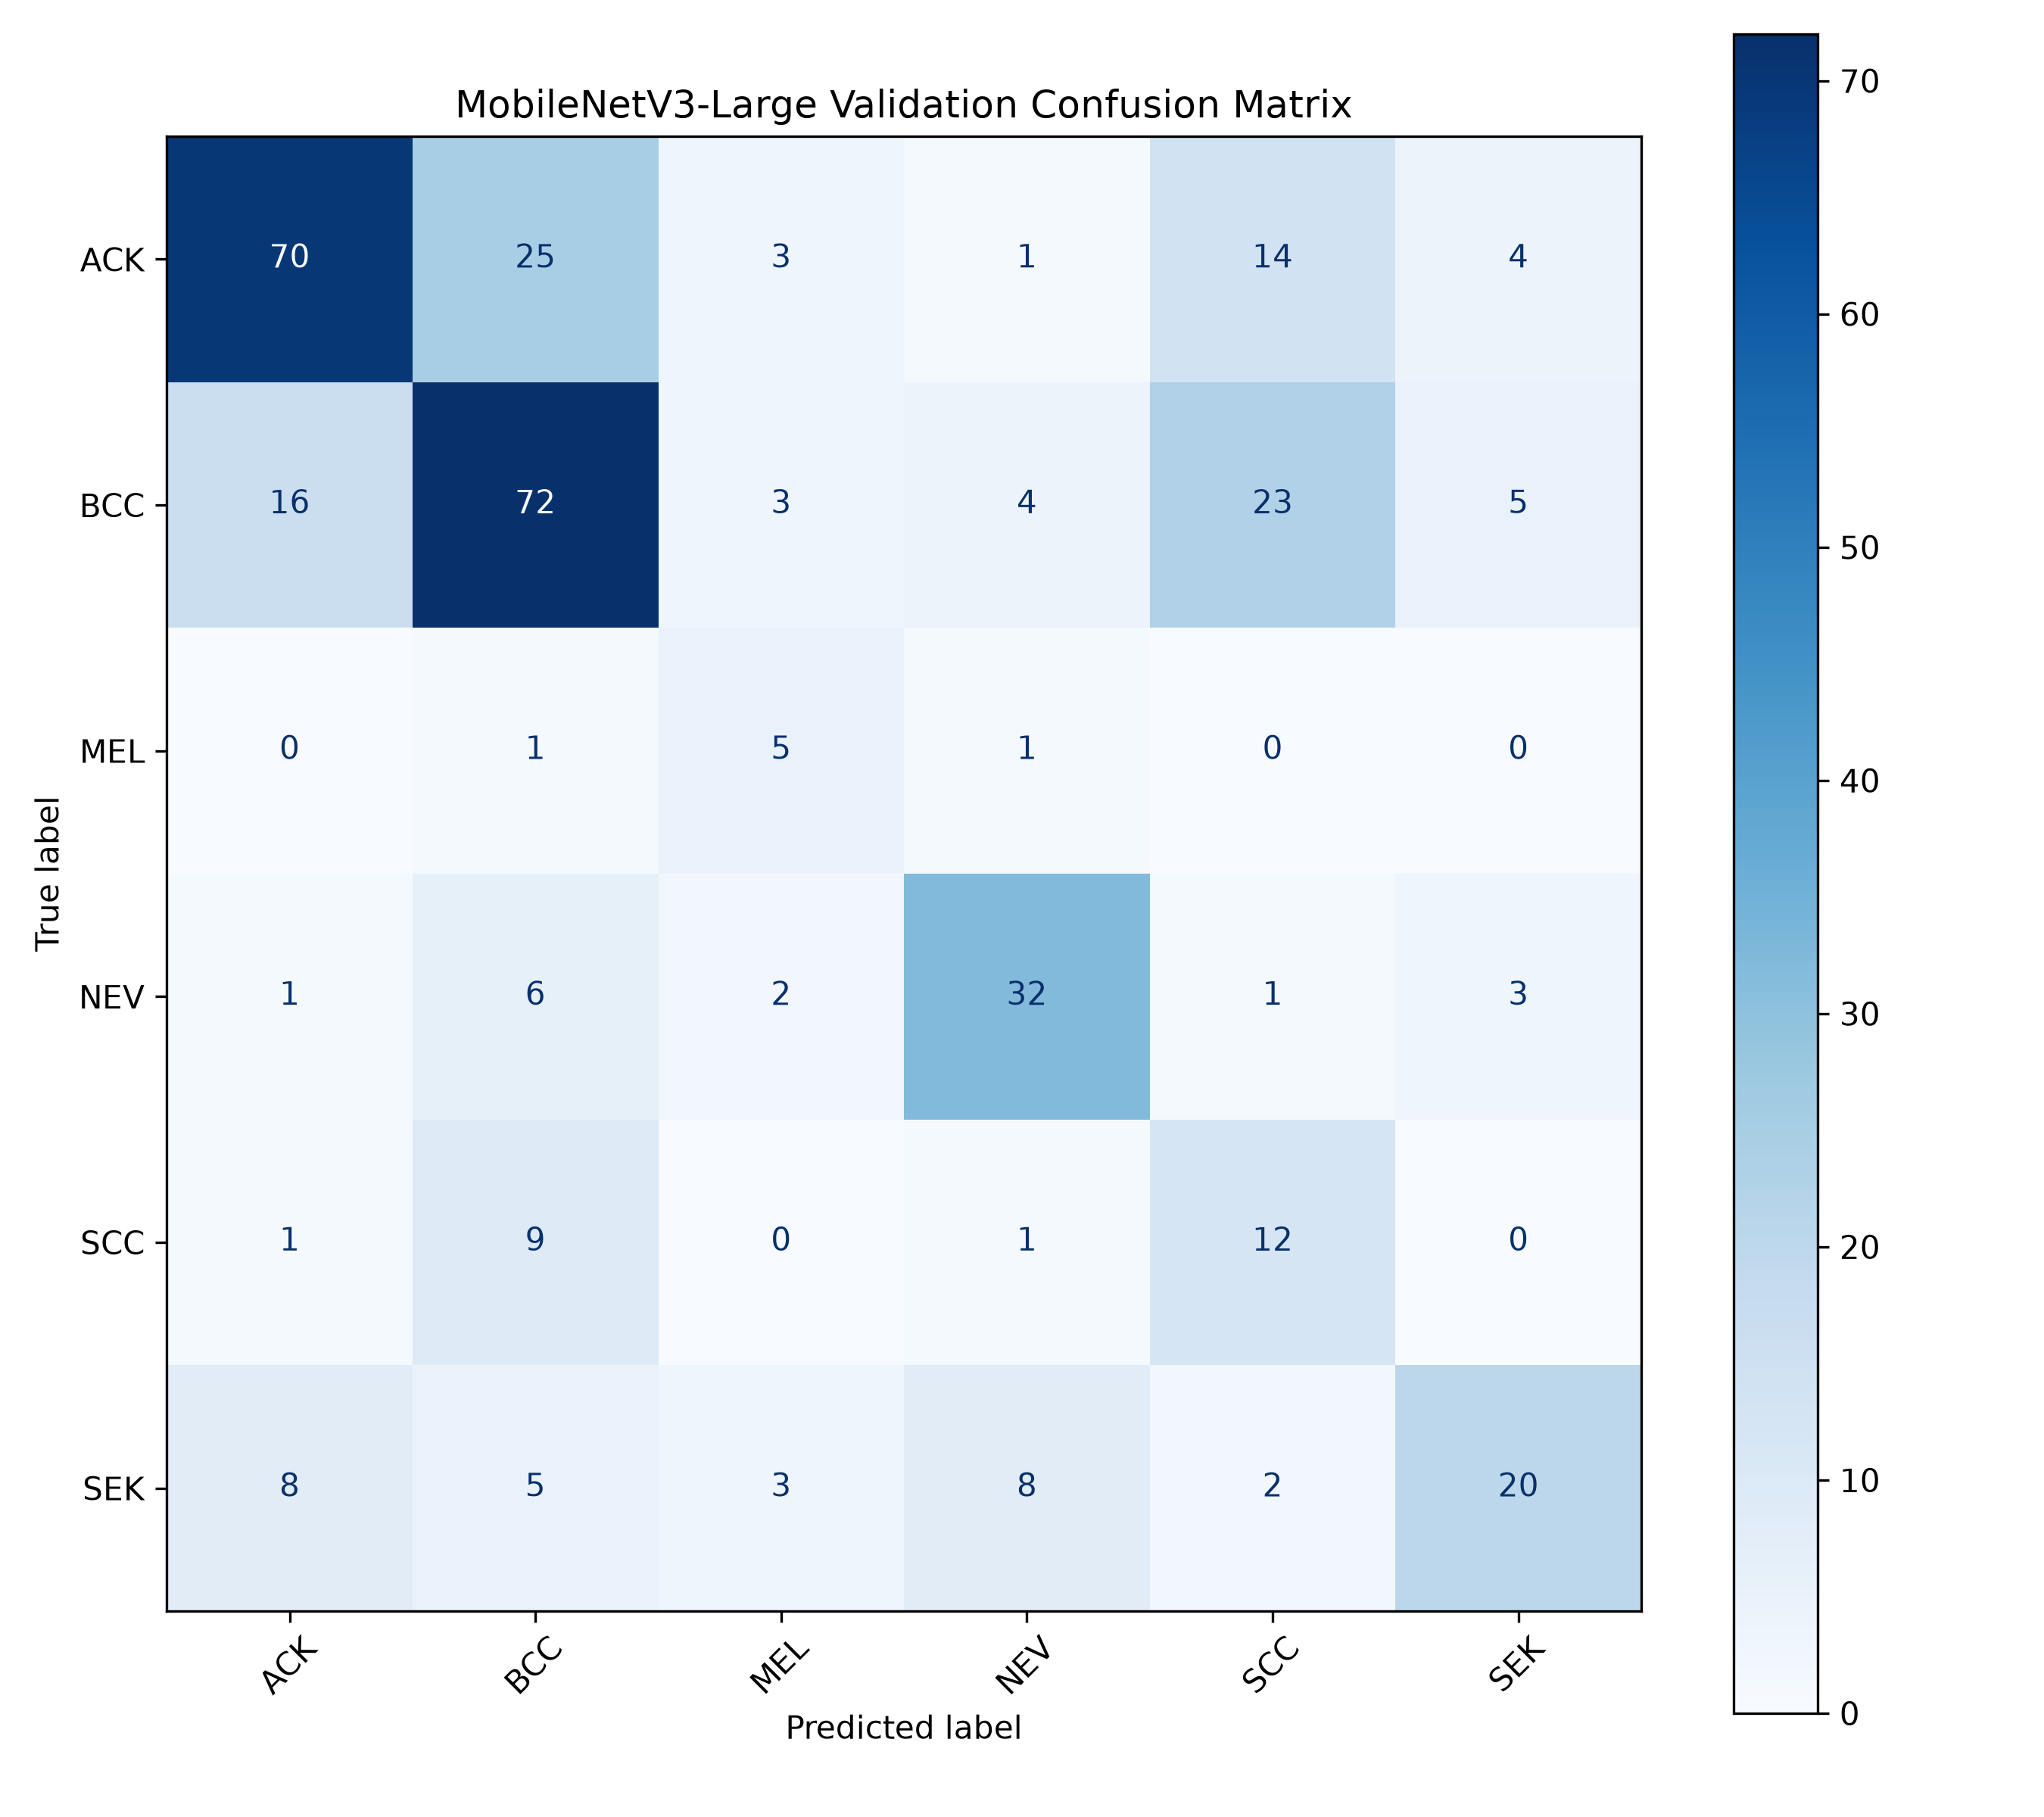 MobileNetV3-Large Validation Confusion Matrix
ACK 70 25 3 1 14 4
BCC 16 72 3 4 23 5
MEL 0 1 5 1 0 0
NEV 1 6 2 32 1 3
SCC 1 9 0 1 12 0
SEK 8 5 3 8 2 20
ACK BCC MEL NEV SCC SEK
Predicted label
True label
70
60
50
40
30
20
10
0